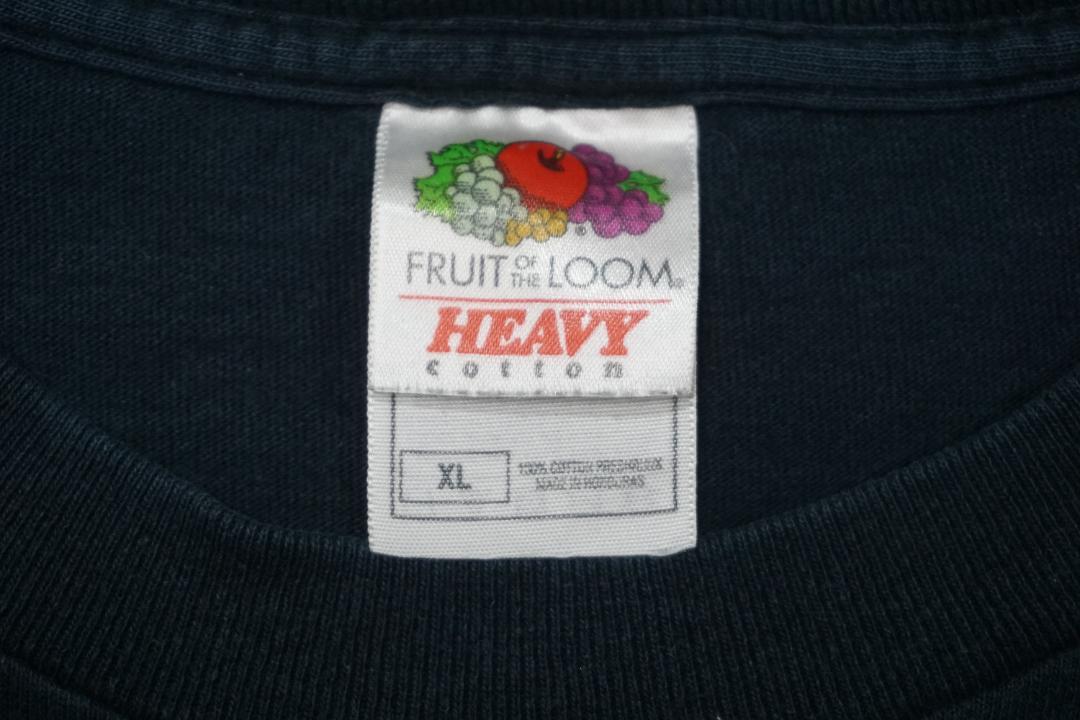 FRUIT OF THE LOOM®
HEAVY
cotton
XL
100% COTTON PRESHRUNK
MADE IN HONDURAS